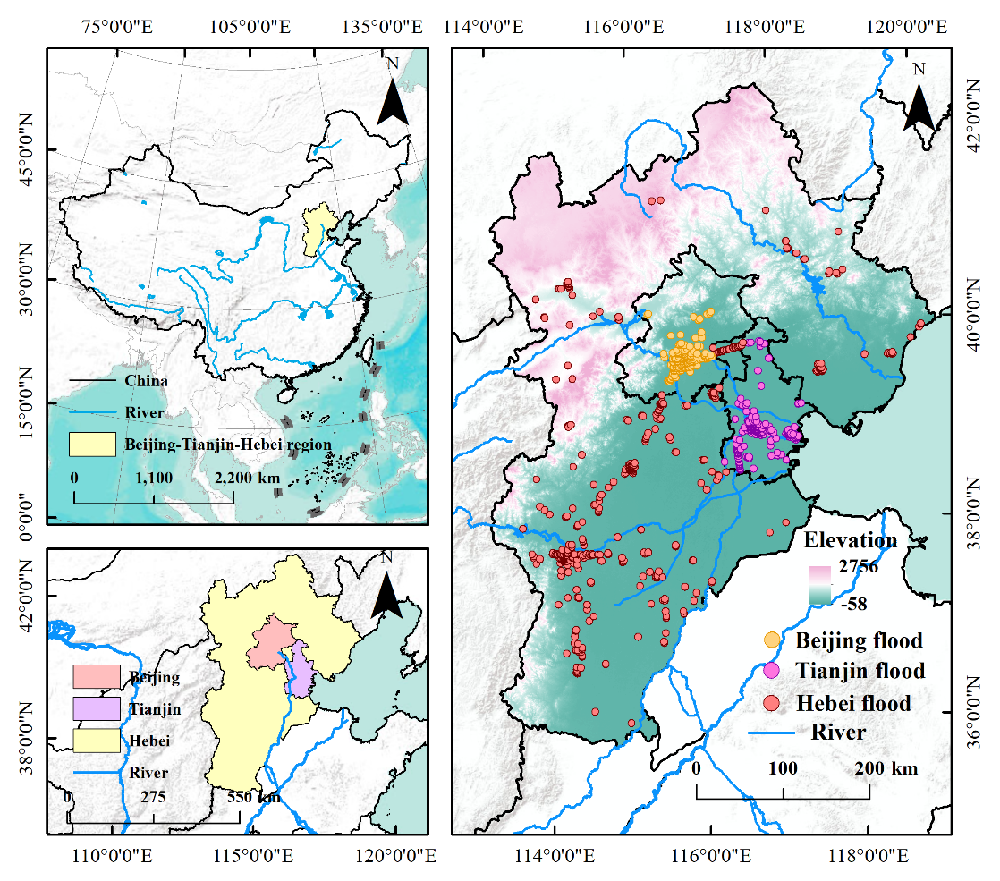 75°0'0"E 105°0'0"E 135°0'0"E
114°0'0"E 116°0'0"E 118°0'0"E 120°0'0"E
N
45°0'0"N
30°0'0"N
15°0'0"N
0°0'0"
China
River
Beijing-Tianjin-Hebei region
0 1,100 2,200 km
N
42°0'0"N
38°0'0"N
Beijing
Tianjin
Hebei
River
0 275 550 km
110°0'0"E 115°0'0"E 120°0'0"E
N
42°0'0"N
40°0'0"N
38°0'0"N
36°0'0"N
Elevation
2756
-58
Beijing flood
Tianjin flood
Hebei flood
River
0 100 200 km
114°0'0"E 116°0'0"E 118°0'0"E